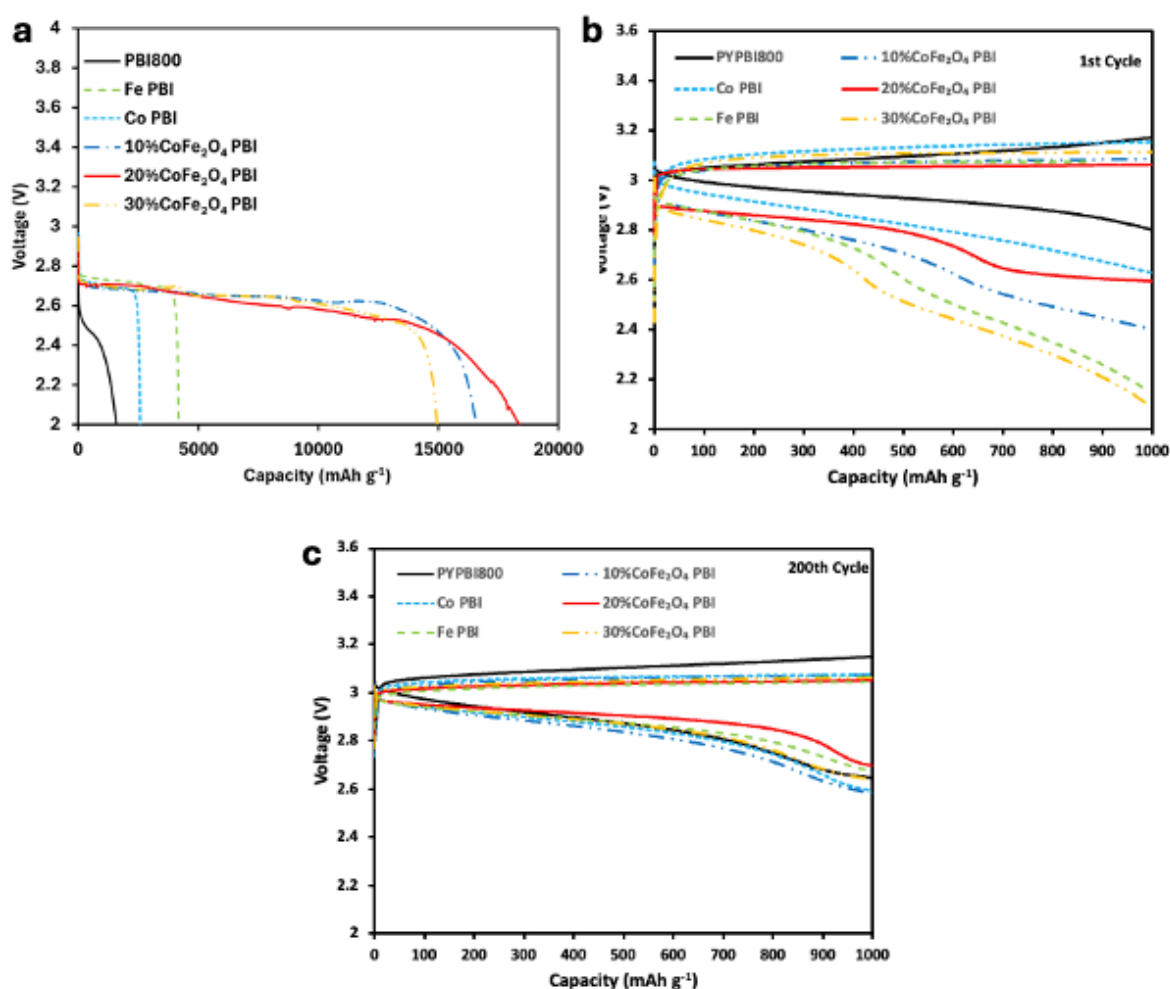 a
4
3.8
3.6
3.4
3.2
3
2.8
2.6
2.4
2.2
2
Voltage (V)
PBI800
Fe PBI
Co PBI
10%CoFe₂O₄ PBI
20%CoFe₂O₄ PBI
30%CoFe₂O₄ PBI
0
5000
10000
15000
20000
Capacity (mAh g⁻¹)
b
3.6
3.4
3.2
3
2.8
2.6
2.4
2.2
2
Voltage (V)
PYPBI800
Co PBI
Fe PBI
10%CoFe₂O₄ PBI
20%CoFe₂O₄ PBI
30%CoFe₂O₄ PBI
1st Cycle
0 100 200 300 400 500 600 700 800 900 1000
Capacity (mAh g⁻¹)
c
3.6
3.4
3.2
3
2.8
2.6
2.4
2.2
2
Voltage (V)
PYPBI800
Co PBI
Fe PBI
10%CoFe₂O₄ PBI
20%CoFe₂O₄ PBI
30%CoFe₂O₄ PBI
200th Cycle
0 100 200 300 400 500 600 700 800 900 1000
Capacity (mAh g⁻¹)